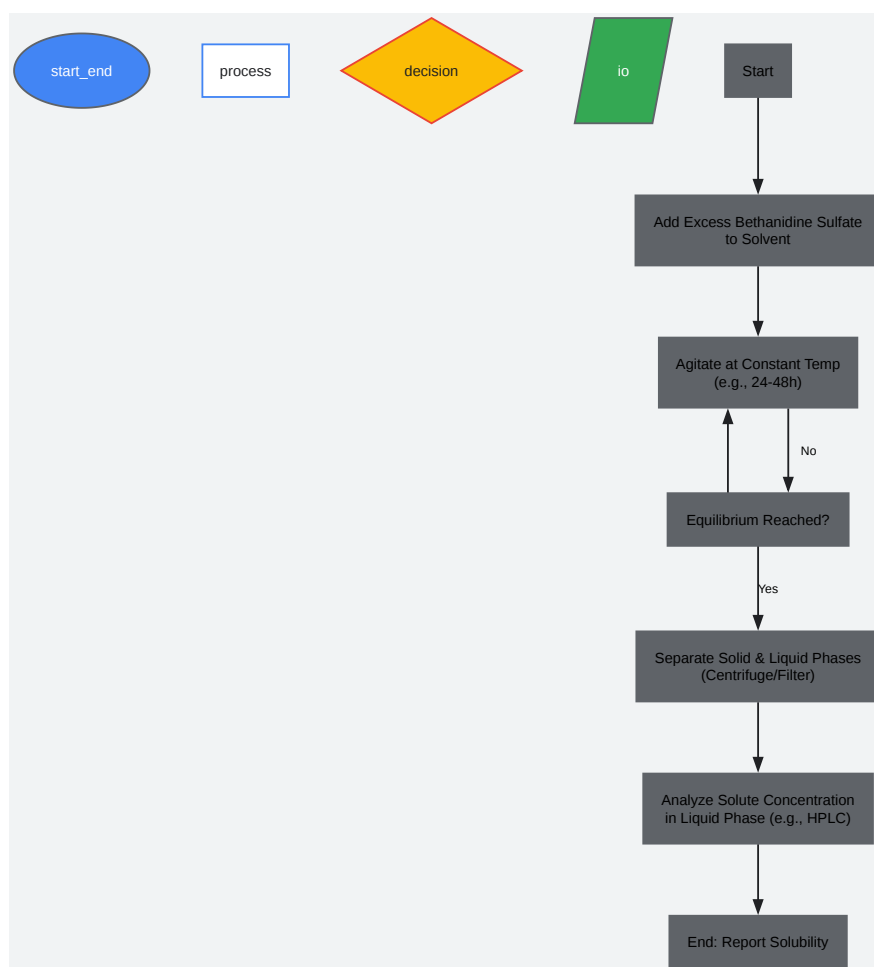 start_end
process
decision
io
Start
Add Excess Bethanidine Sulfate
to Solvent
Agitate at Constant Temp
(e.g., 24-48h)
No
Equilibrium Reached?
Yes
Separate Solid & Liquid Phases
(Centrifuge/Filter)
Analyze Solute Concentration
in Liquid Phase (e.g., HPLC)
End: Report Solubility